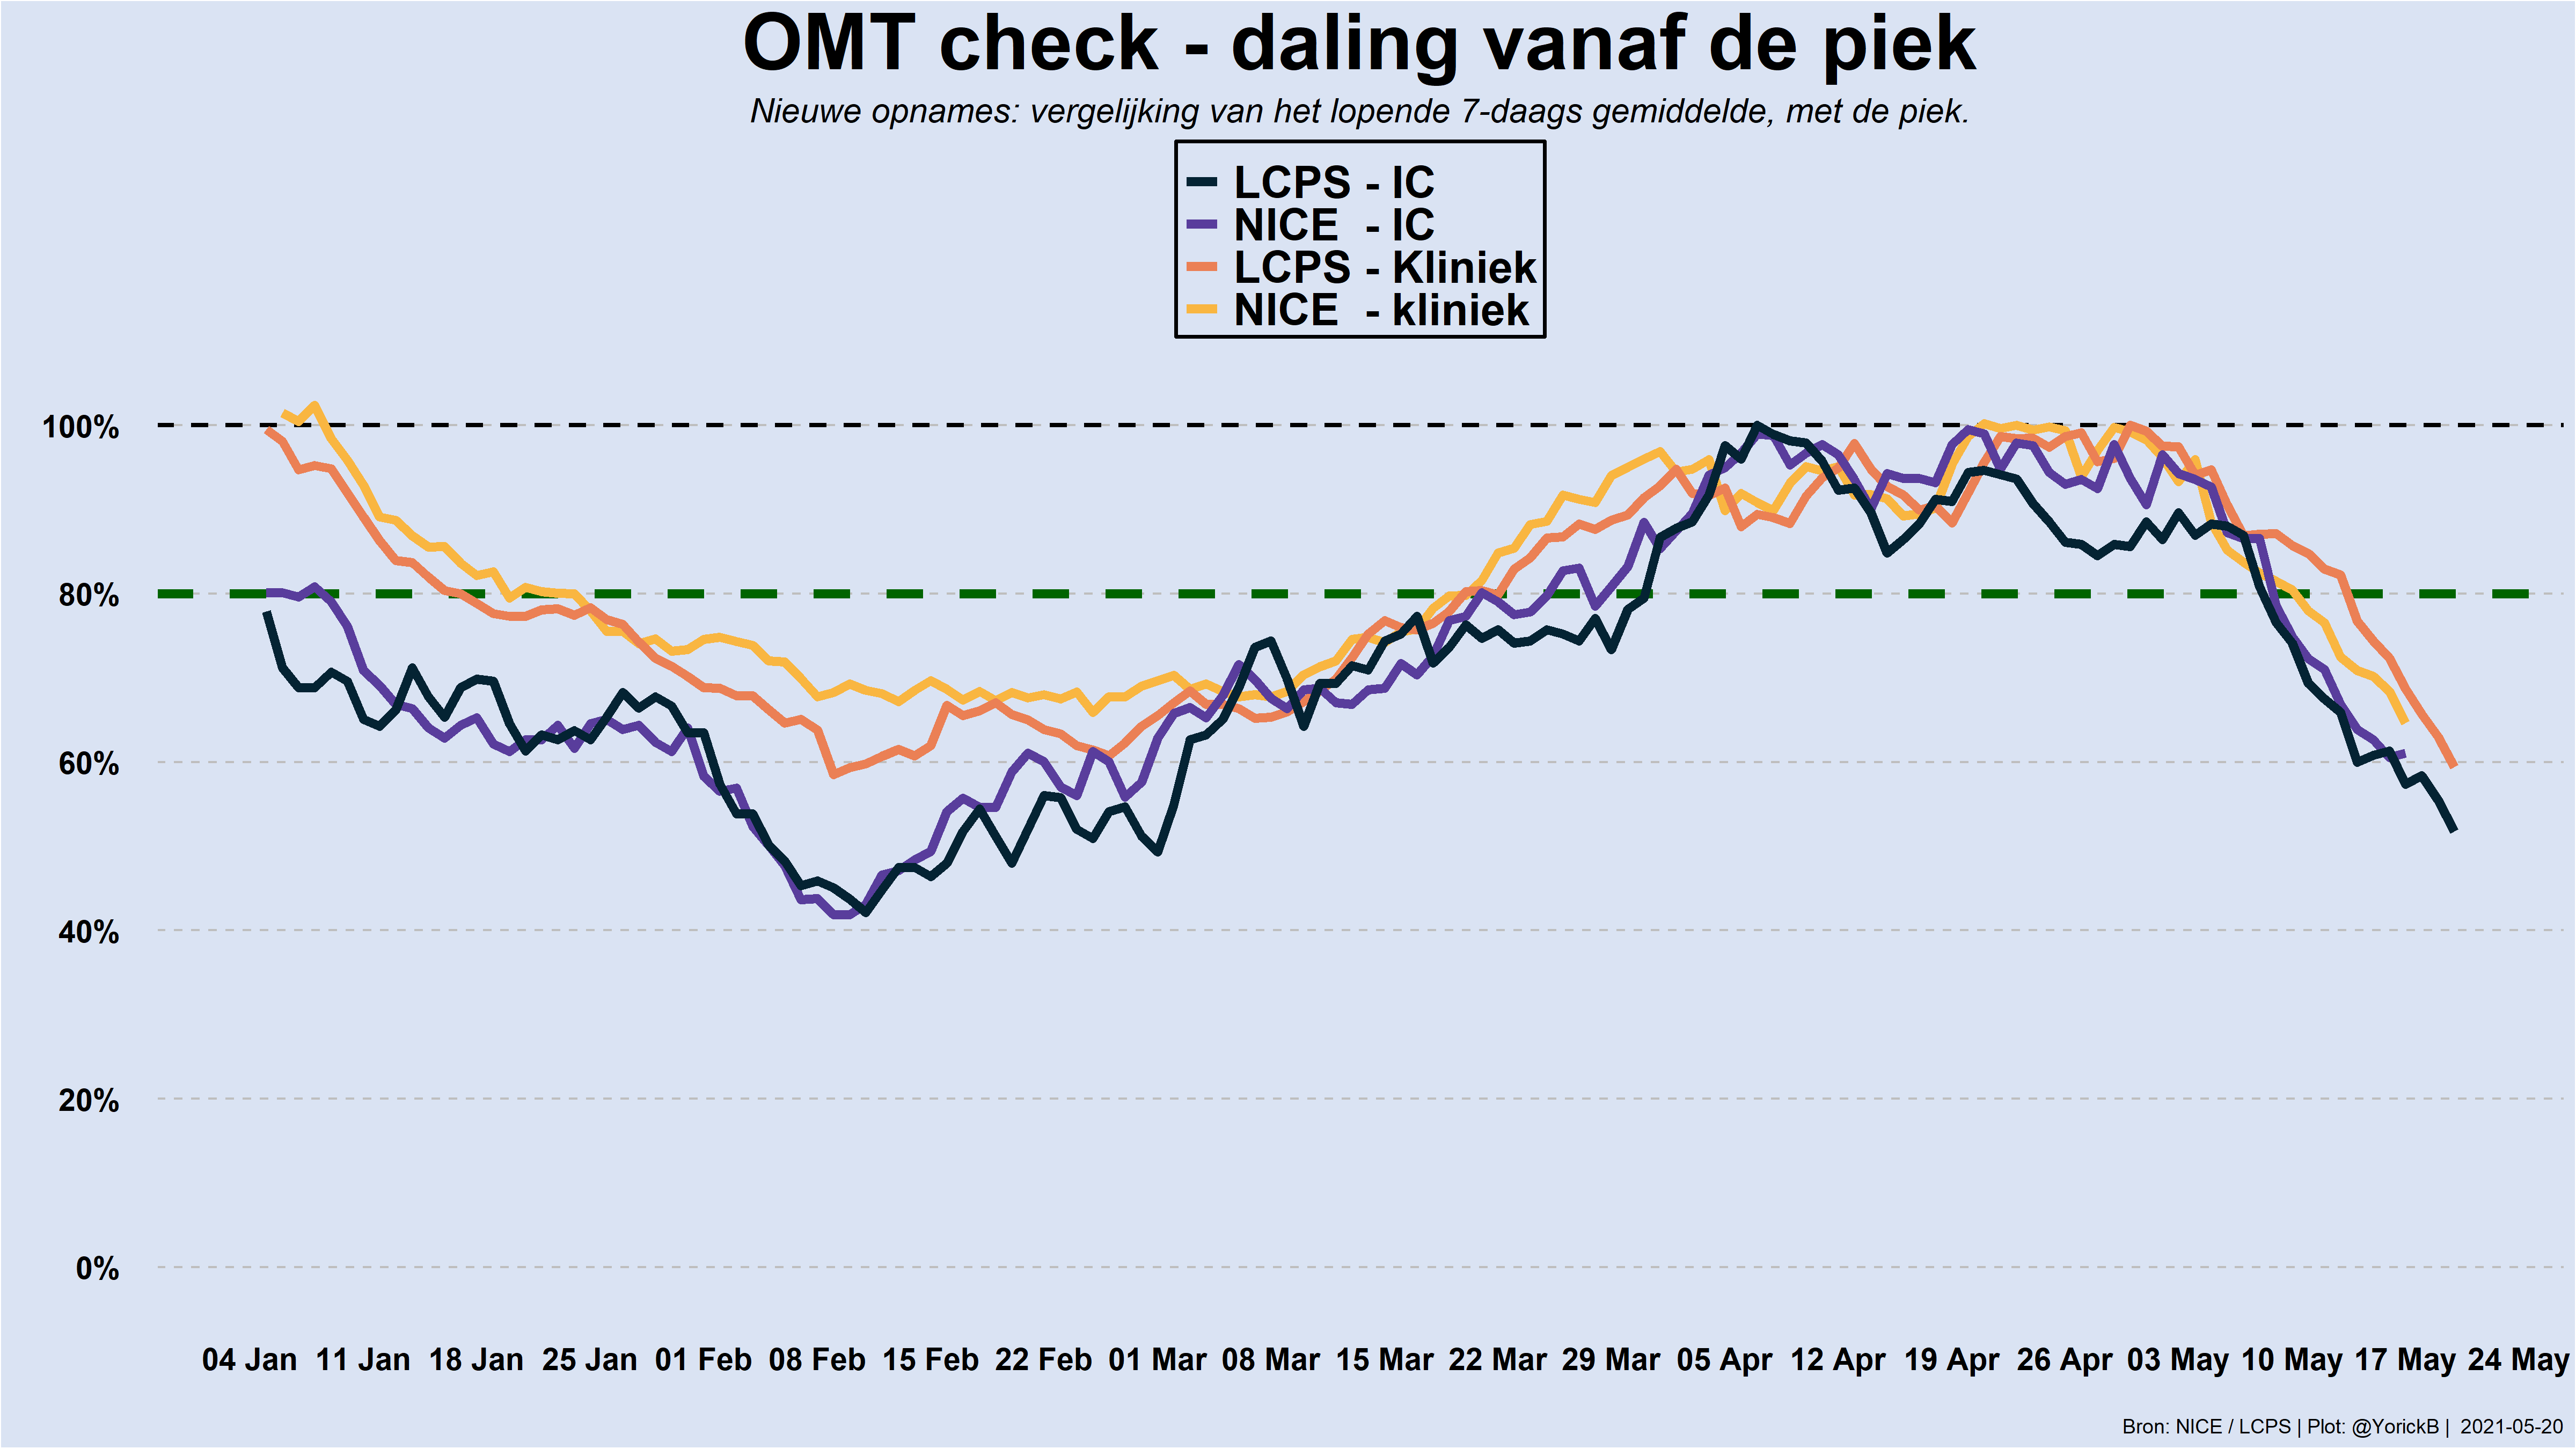 OMT check - daling vanaf de piek
Nieuwe opnames: vergelijking van het lopende 7-daags gemiddelde, met de piek.
LCPS - IC
NICE - IC
LCPS - Kliniek
NICE - kliniek
100%
80%
60%
40%
20%
0%
04 Jan 11 Jan 18 Jan 25 Jan 01 Feb 08 Feb 15 Feb 22 Feb 01 Mar 08 Mar 15 Mar 22 Mar 29 Mar 05 Apr 12 Apr 19 Apr 26 Apr 03 May 10 May 17 May 24 May
Bron: NICE / LCPS | Plot: @YorickB | 2021-05-20